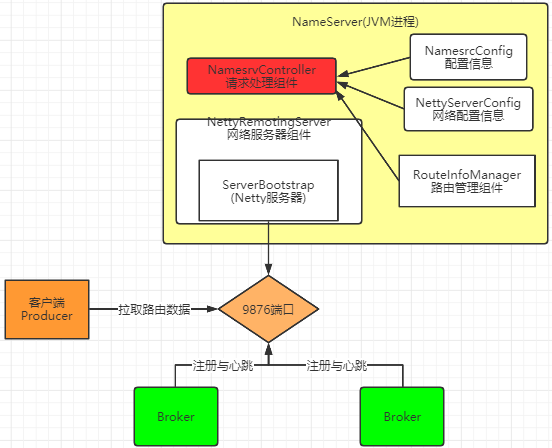 NameServer(JVM进程)
NamesrvController
请求处理组件
NamesrcConfig
配置信息
NettyServerConfig
网络配置信息
NettyRemotingServer
网络服务器组件
RouteInfoManager
路由管理组件
ServerBootstrap
(Netty服务器)
客户端
Producer
拉取路由数据
9876端口
注册与心跳
注册与心跳
Broker
Broker